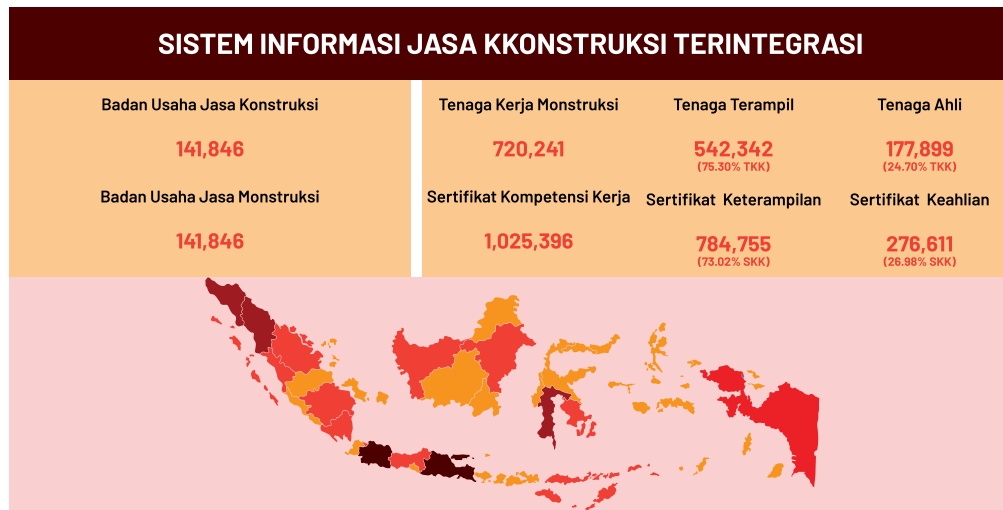 SISTEM INFORMASI JASA KKONSTRUKSI TERINTEGRASI
Badan Usaha Jasa Konstruksi
141,846
Badan Usaha Jasa Monstruksi
141,846
Tenaga Kerja Monstruksi
720,241
Tenaga Terampil
542,342
(75.30% TKK)
Tenaga Ahli
177,899
(24.70% TKK)
Sertifikat Kompetensi Kerja
1,025,396
Sertifikat Keterampilan
784,755
(73.02% SKK)
Sertifikat Keahlian
276,611
(26.98% SKK)